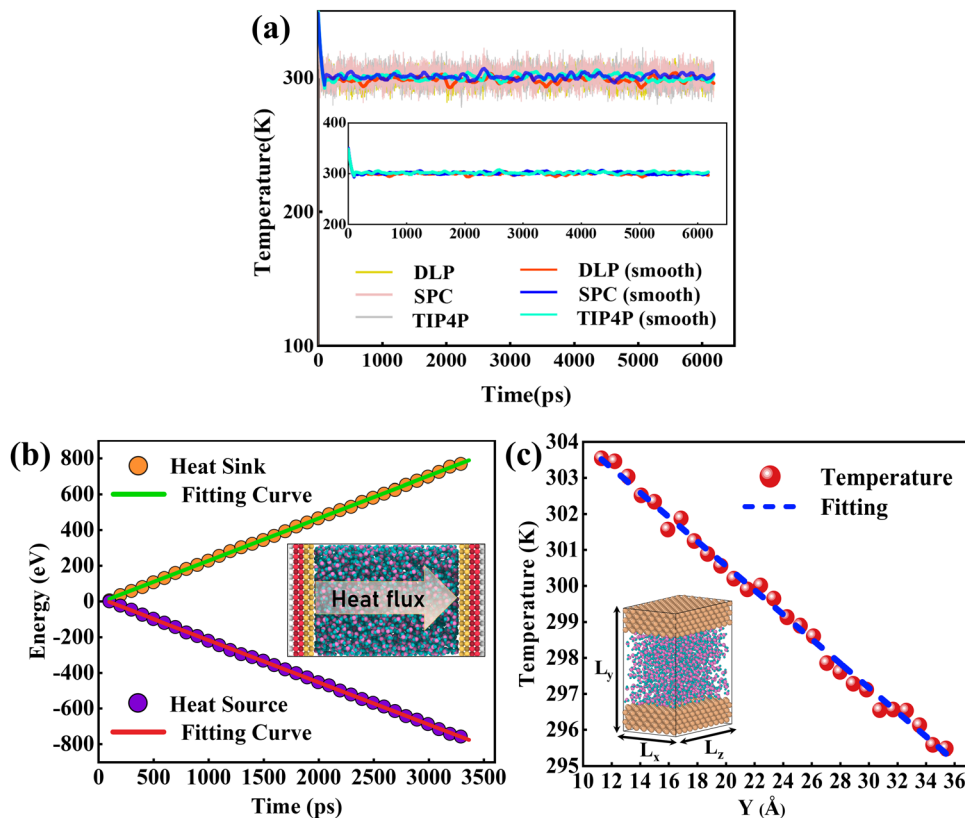 (a)
Temperature(K)
300
200
100
400
300
200
0 1000 2000 3000 4000 5000 6000
DLP DLP (smooth)
SPC SPC (smooth)
TIP4P TIP4P (smooth)
0 1000 2000 3000 4000 5000 6000
Time(ps)
(b)
Energy (eV)
800
600
400
200
0
-200
-400
-600
-800
Heat Sink
Fitting Curve
Heat flux
Heat Source
Fitting Curve
0 500 1000 1500 2000 2500 3000 3500
Time (ps)
(c)
Temperature (K)
304
303
302
301
300
299
298
297
296
295
Temperature
Fitting
Ly
Lx
Lz
10 12 14 16 18 20 22 24 26 28 30 32 34 36
Y (Å)